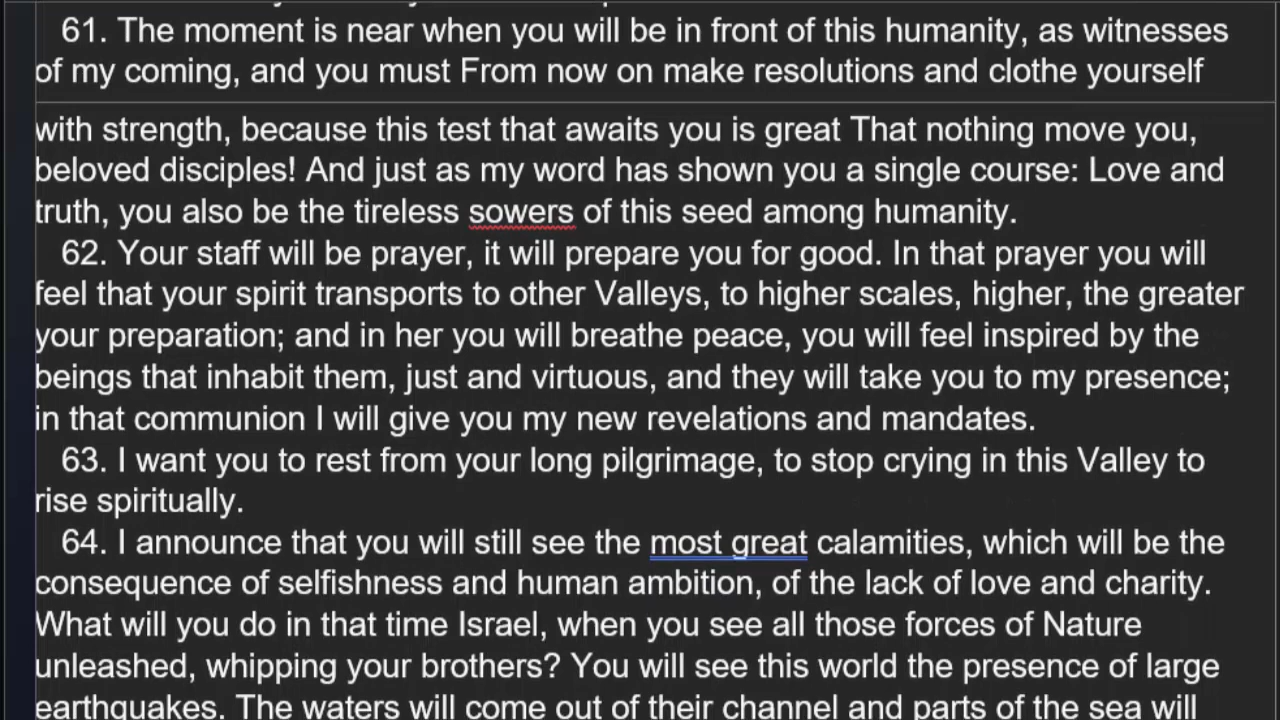 61. The moment is near when you will be in front of this humanity, as witnesses
of my coming, and you must From now on make resolutions and clothe yourself
with strength, because this test that awaits you is great That nothing move you,
beloved disciples! And just as my word has shown you a single course: Love and
truth, you also be the tireless sowers of this seed among humanity.
62. Your staff will be prayer, it will prepare you for good. In that prayer you will
feel that your spirit transports to other Valleys, to higher scales, higher, the greater
your preparation; and in her you will breathe peace, you will feel inspired by the
beings that inhabit them, just and virtuous, and they will take you to my presence;
in that communion I will give you my new revelations and mandates.
63. I want you to rest from your long pilgrimage, to stop crying in this Valley to
rise spiritually.
64. I announce that you will still see the most great calamities, which will be the
consequence of selfishness and human ambition, of the lack of love and charity.
What will you do in that time Israel, when you see all those forces of Nature
unleashed, whipping your brothers? You will see this world the presence of large
earthquakes. The waters will come out of their channel and parts of the sea will